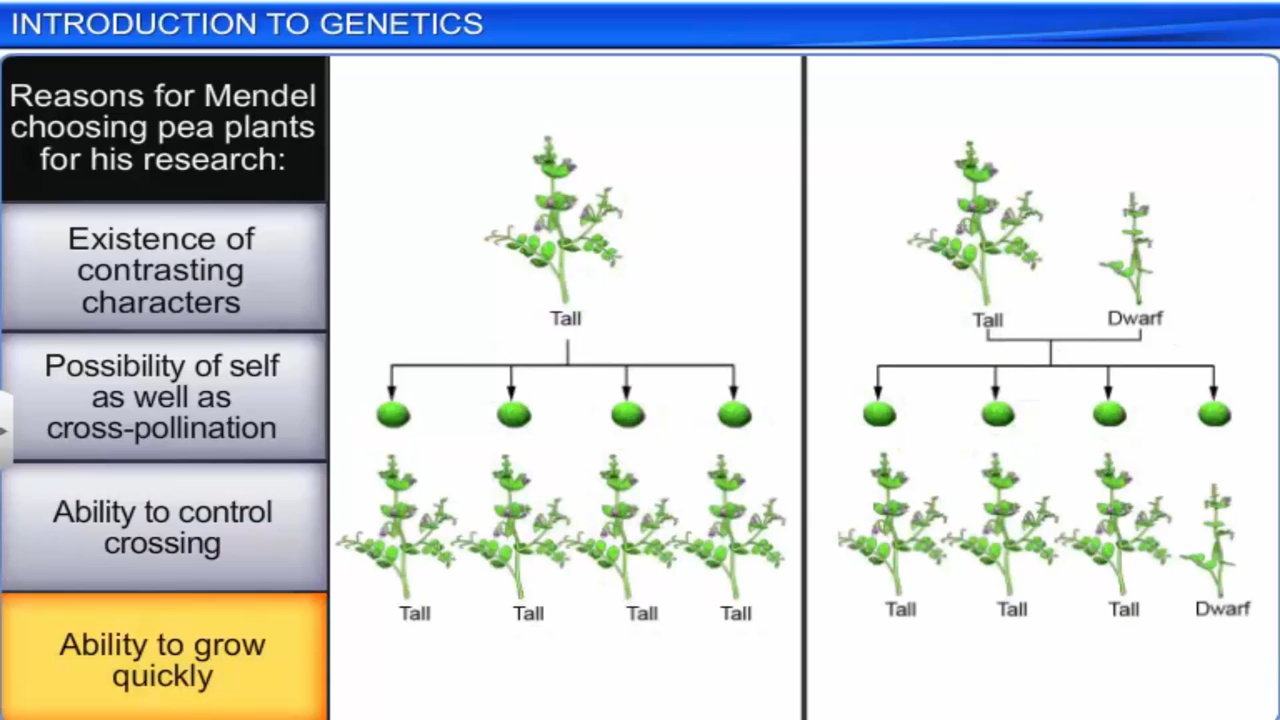 INTRODUCTION TO GENETICS
Reasons for Mendel
choosing pea plants
for his research:
Existence of
contrasting
characters
Possibility of self
as well as
cross-pollination
Ability to control
crossing
Ability to grow
quickly
Tall
Tall
Tall
Tall
Tall
Tall
Dwarf
Tall
Tall
Tall
Dwarf